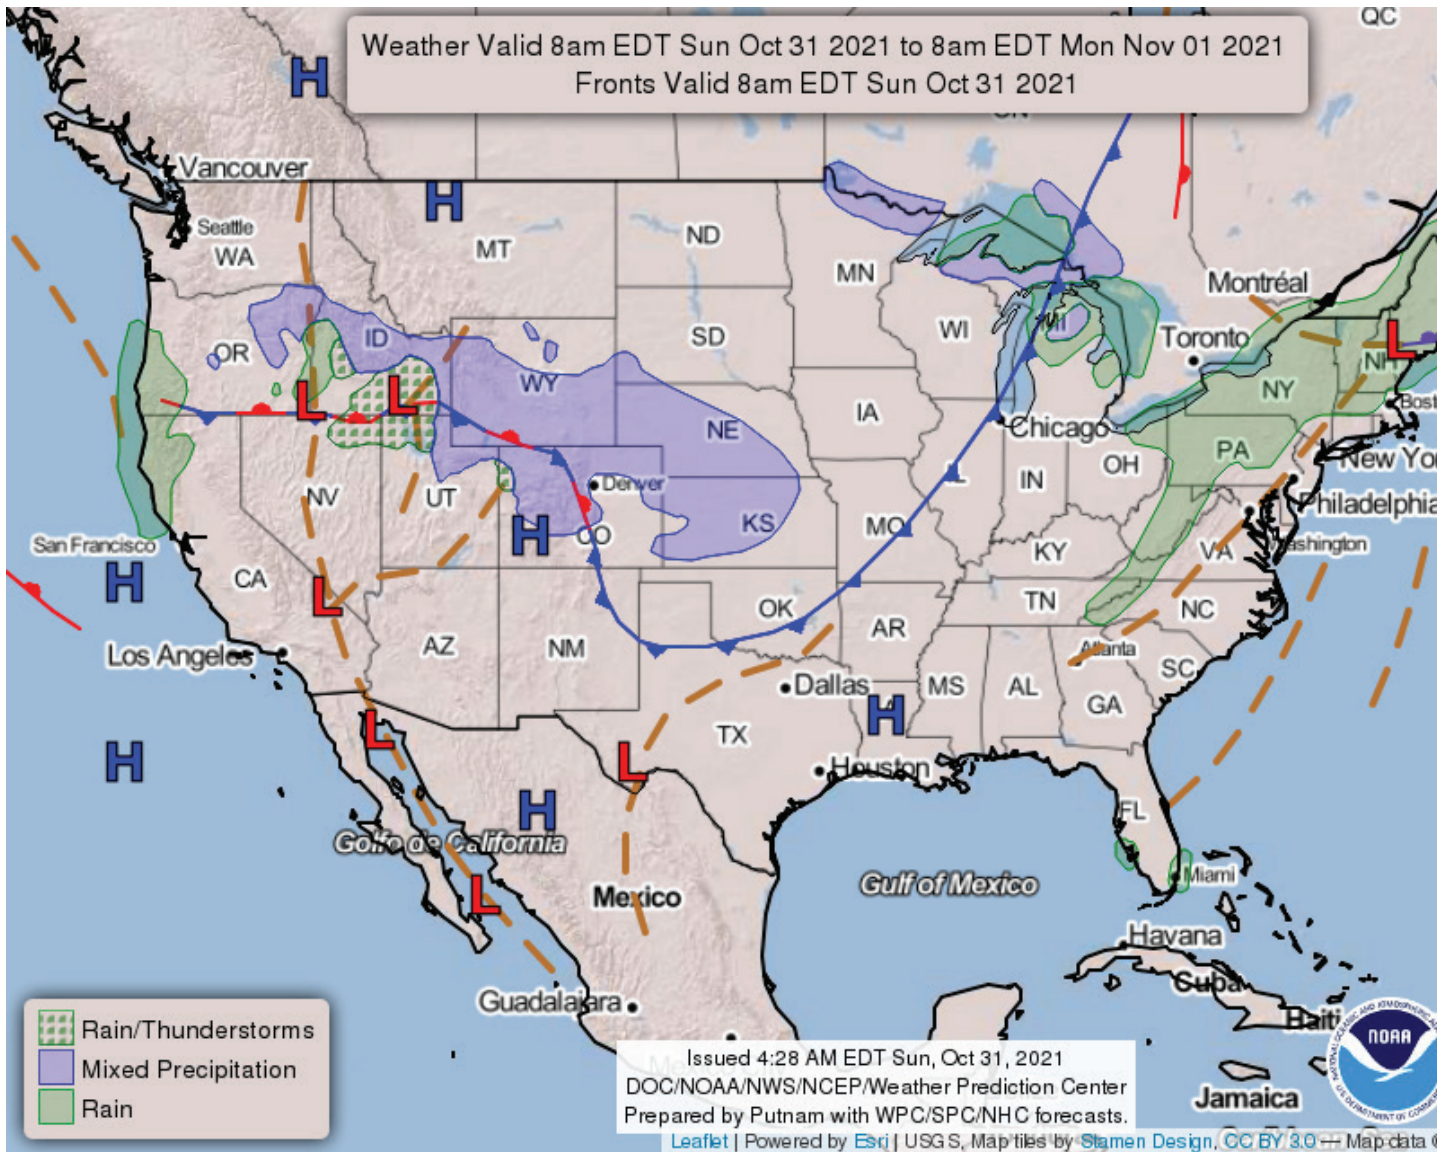 QC
Weather Valid 8am EDT Sun Oct 31 2021 to 8am EDT Mon Nov 01 2021
Fronts Valid 8am EDT Sun Oct 31 2021
H
ON
Vancouver
H
Seattle
WA
MT
ND
MN
Montréal
OR
ID
SD
WI
MI
Toronto
L
NH
WY
NY
L
L
IA
NE
Chicago
Bost
PA
OH
New Yo
NV
UT
Denver
IN
Philadelphia
H
CO
KS
MO
KY
VA
Washington
San Francisco
H
CA
L
OK
TN
NC
AR
Los Angeles
AZ
NM
Atlanta
SC
Dallas
MS
AL
GA
H
L
TX
H
L
Houston
H
FL
Golfo de California
L
Mexico
Gulf of Mexico
Miami
Havana
Cuba
Guadalajara
Haiti
NOAA
Rain/Thunderstorms
Mixed Precipitation
Rain
Issued 4:28 AM EDT Sun, Oct 31, 2021
DOC/NOAA/NWS/NCEP/Weather Prediction Center
Prepared by Putnam with WPC/SPC/NHC forecasts.
Jamaica
Leaflet | Powered by Esri | USGS, Map tiles by Stamen Design, CC BY 3.0 — Map data ©